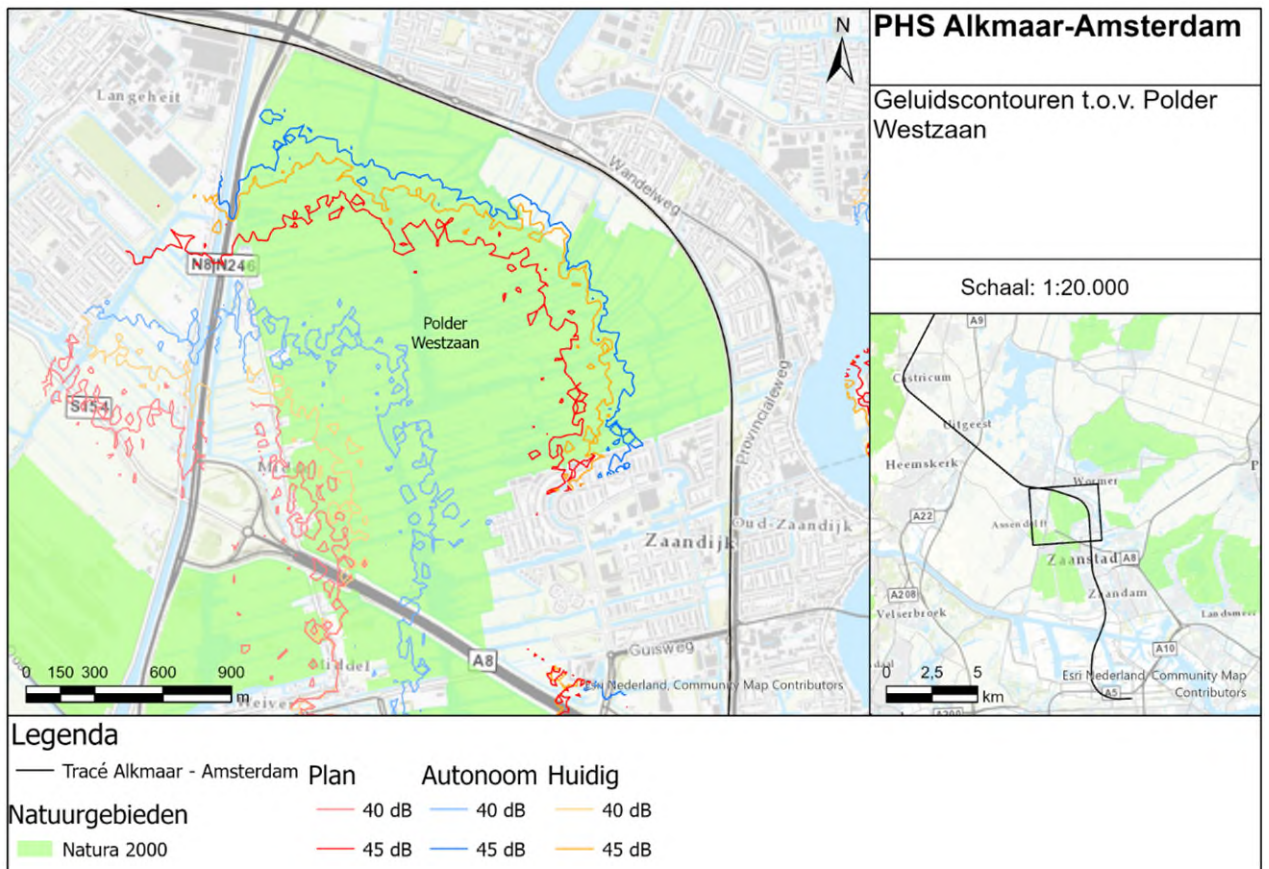 PHS Alkmaar-Amsterdam
Geluidscontouren t.o.v. Polder
Westzaan
Schaal: 1:20.000
N
Langeheit
Wandelweg
N8
N246
Polder
Westzaan
S154
Provincialeweg
Oud-Zaandijk
Zaandijk
Guisweg
A8
0 150 300 600 900
m
Esri Nederland, Community Map Contributors
A9
Castricum
Uitgeest
Heemskerk
Wormer
A22
Assendelft
Zaanstad
A8
A208
Zaandam
Velserbroek
A10
0 2,5 5
km
Esri Nederland, Community Map
Contributors
A5
Legenda
Tracé Alkmaar - Amsterdam
Plan Autonoom Huidig
40 dB 40 dB 40 dB
45 dB 45 dB 45 dB
Natuurgebieden
Natura 2000